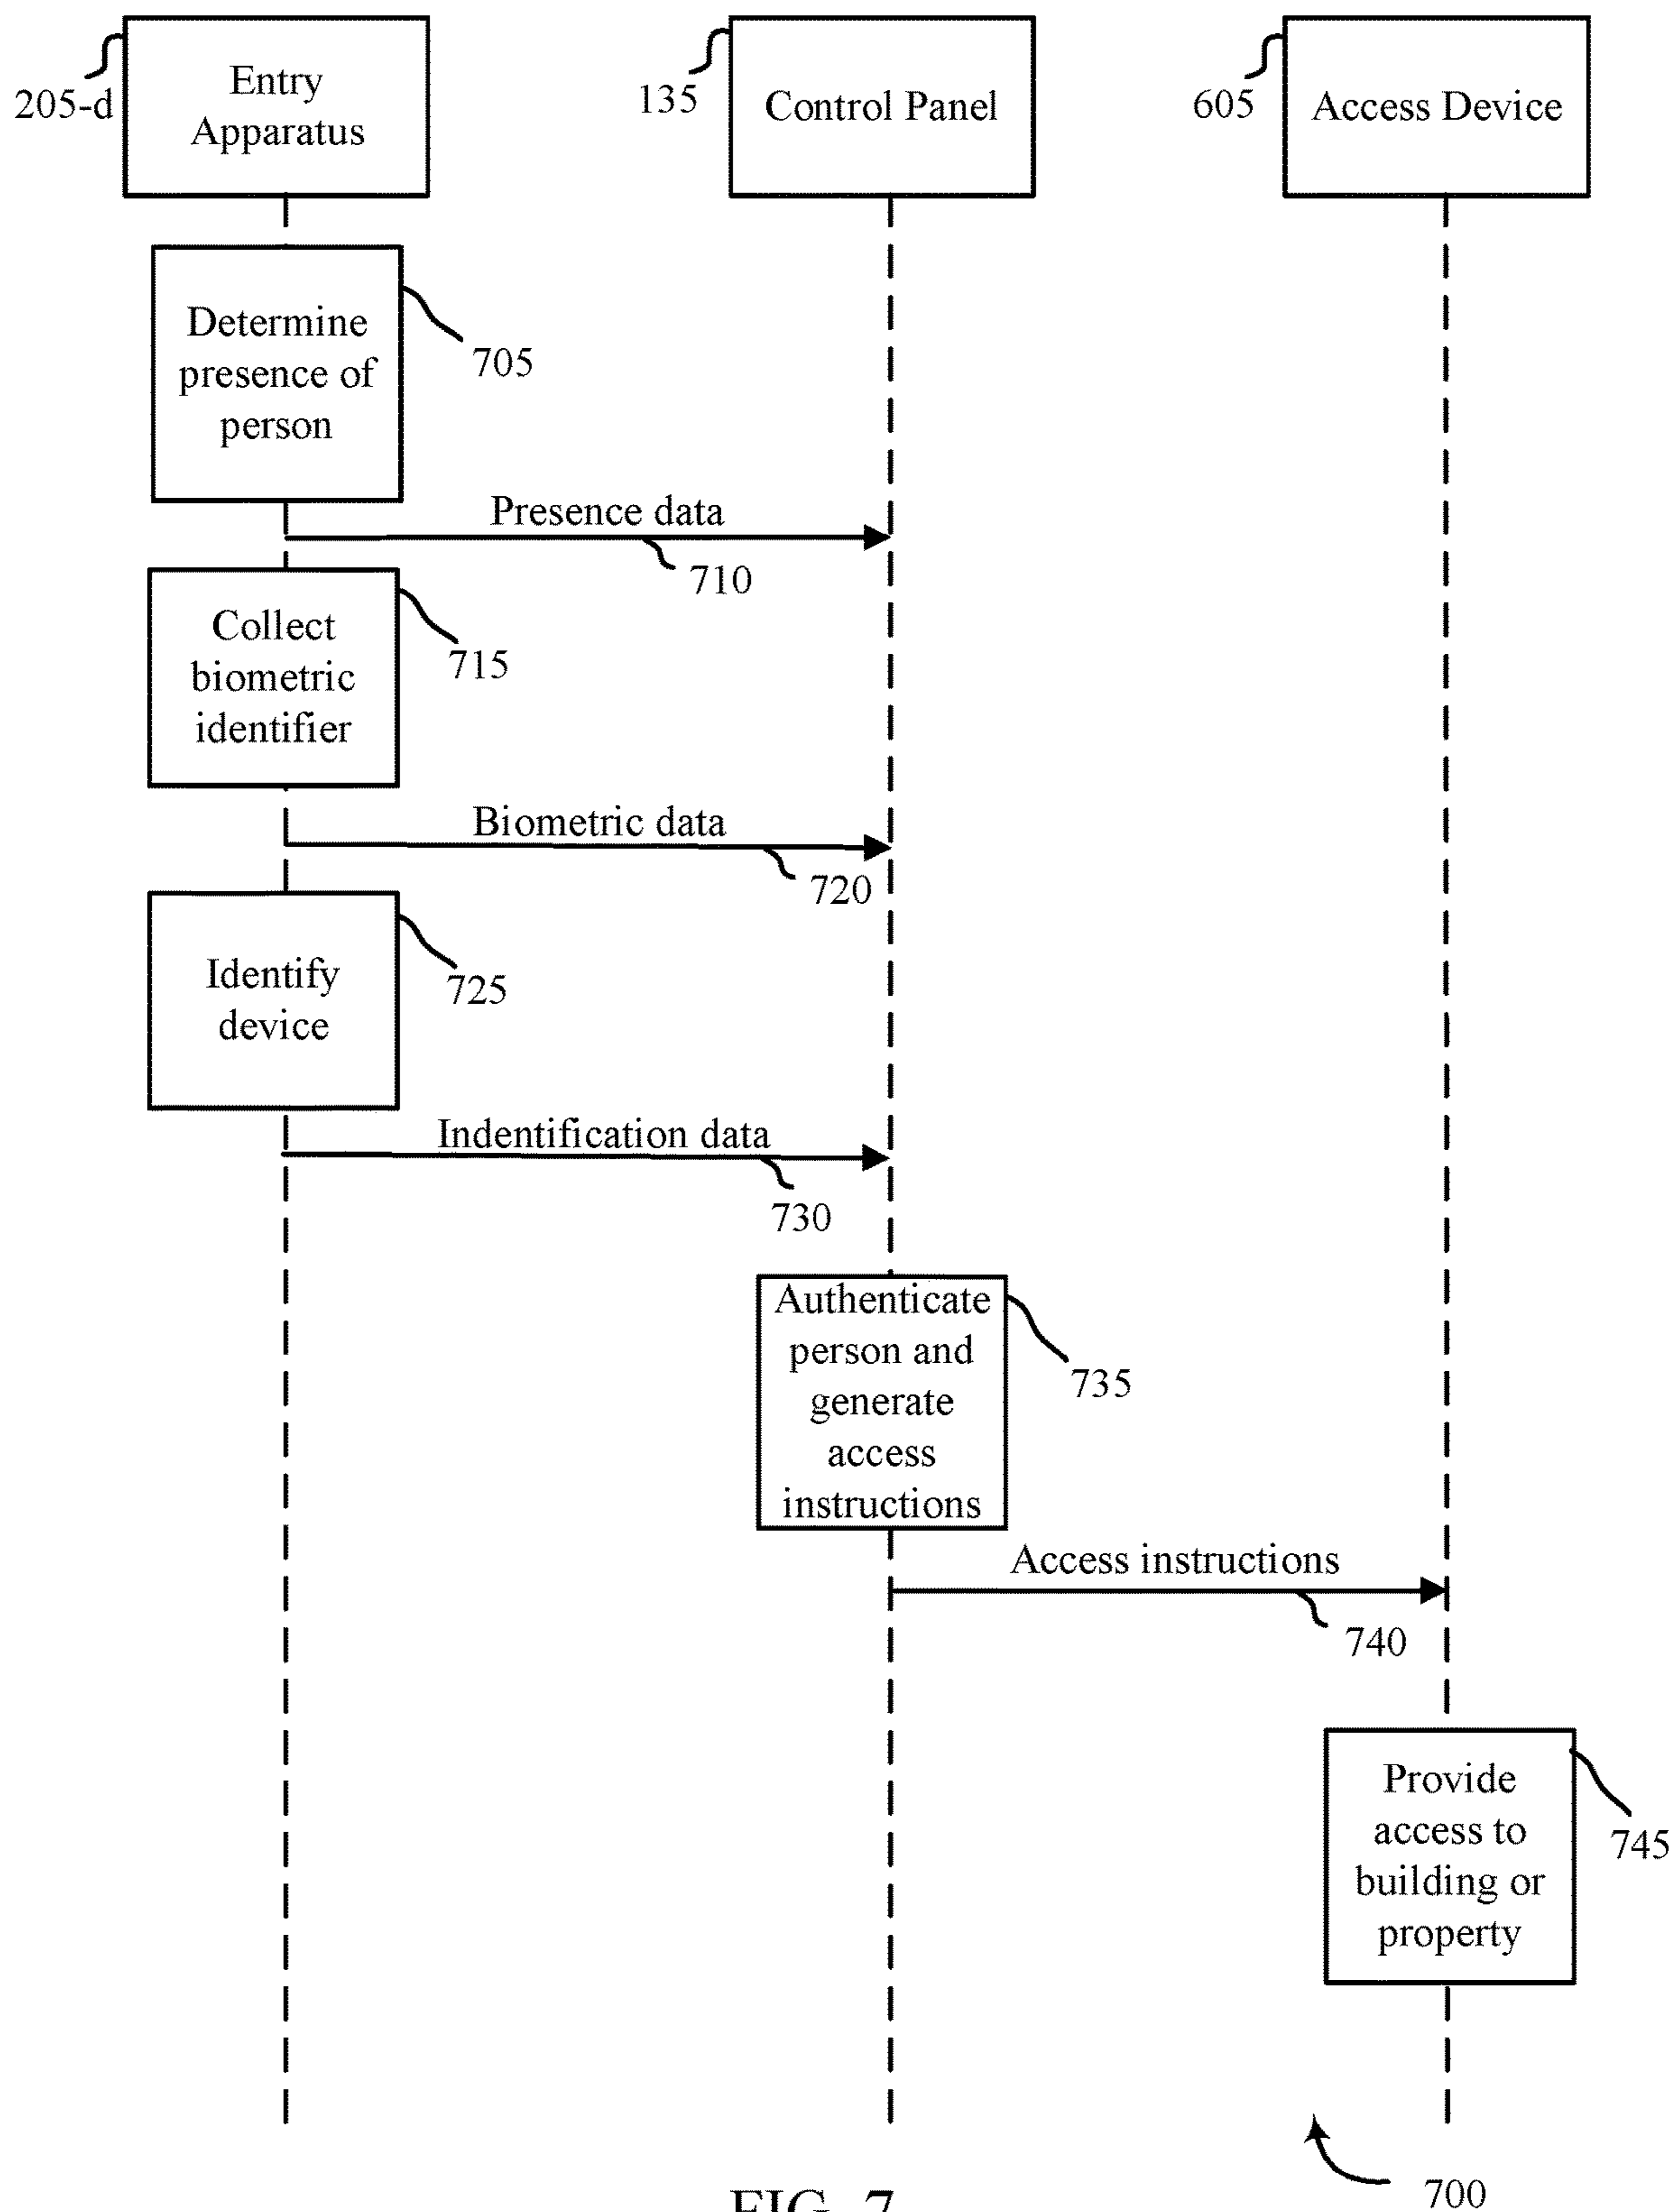 Entry
Apparatus
205-d
Control Panel
135
Access Device
605
Determine
presence of
person
705
Presence data
710
Collect
biometric
identifier
715
Biometric data
720
Identify
device
725
Indentification data
730
Authenticate
person and
generate
access
instructions
735
Access instructions
740
Provide
access to
building or
property
745
700
FIG. 7